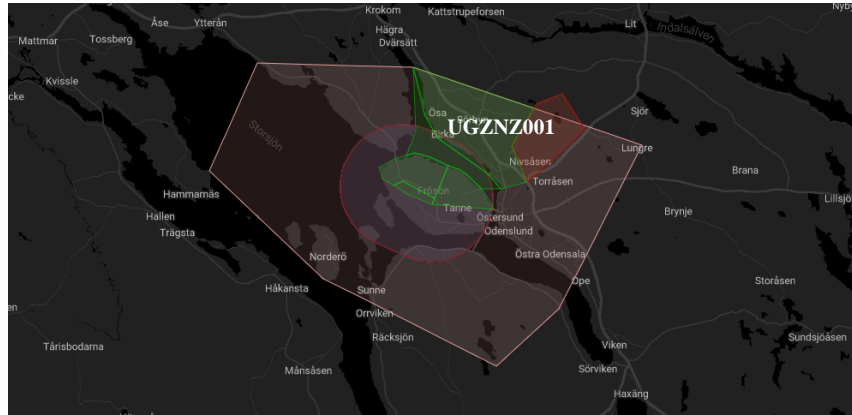 Krokom
Kattstrupeforsen
Åse
Ytterån
Hägra
Lit
Mattmar
Tossberg
Dvärsätt
Indalsälven
Kvissle
Sjör
Ösa
Birka
UGZNZ001
Storsjön
Lungre
Nivsåsen
Brana
Torråsen
Hammarnäs
Frösön
Lillsjö
Tanne
Brynje
Hallen
Östersund
Trägsta
Odenslund
Norderö
Östra Odensala
Håkansta
Sunne
Ope
Storåsen
en
Orrviken
Räcksjön
Viken
Sundsjöåsen
Tårisbodarna
Månsåsen
Sörviken
Haxäng